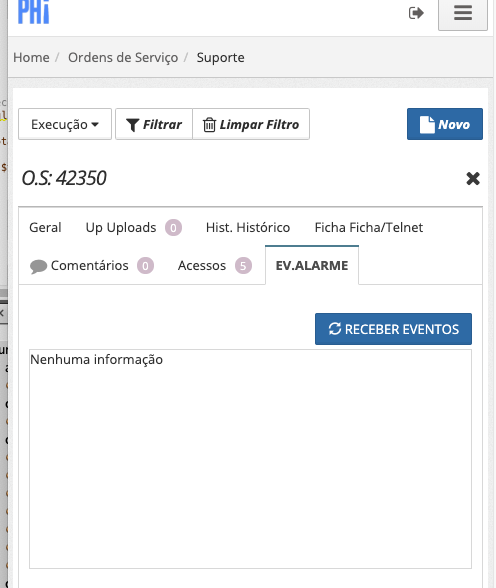 PHi
Home / Ordens de Serviço / Suporte
Execução Filtrar Limpar Filtro Novo
O.S: 42350
Geral Up Uploads 0 Hist. Histórico Ficha Ficha/Telnet
Comentários 0 Acessos 5 EV.ALARME
RECEBER EVENTOS
Nenhuma informação